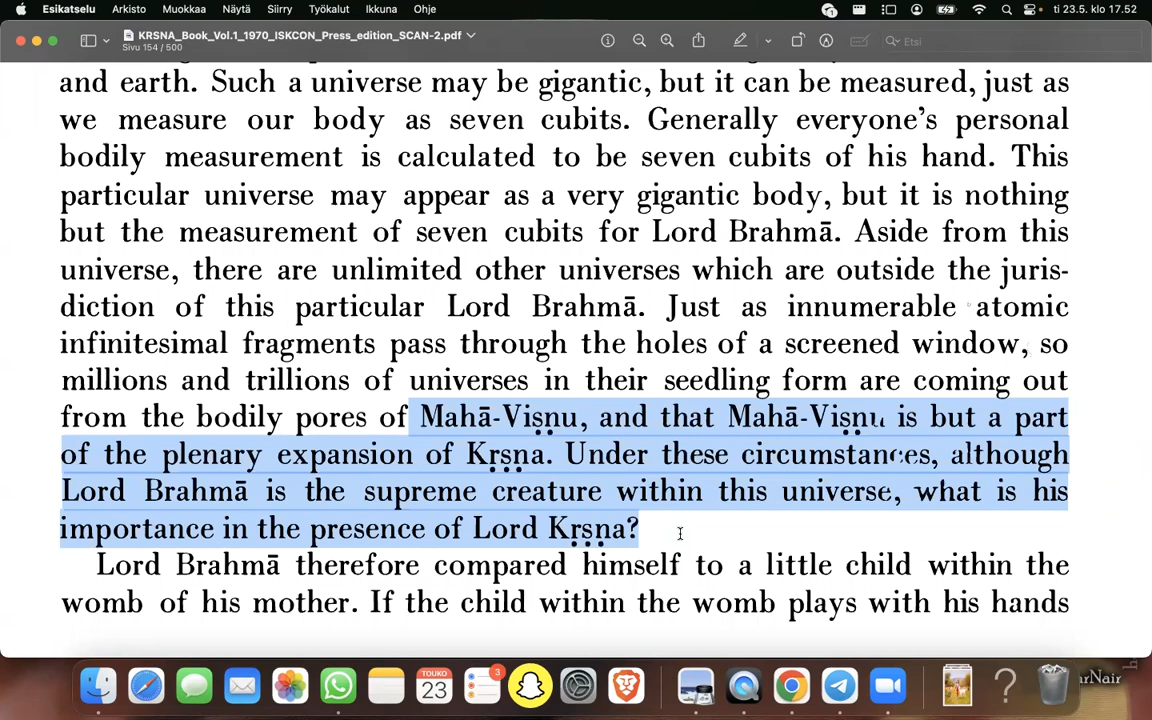 Esikatselu Arkisto Muokkaa Näytä Siirry Työkalut Ikkuna Ohje ti 23.5. klo 17.52
KRSNA_Book_Vol.1_1970_ISKCON_Press_edition_SCAN-2.pdf
Sivu 154 / 500
Etsi
and earth. Such a universe may be gigantic, but it can be measured, just as
we measure our body as seven cubits. Generally everyone's personal
bodily measurement is calculated to be seven cubits of his hand. This
particular universe may appear as a very gigantic body, but it is nothing
but the measurement of seven cubits for Lord Brahmā. Aside from this
universe, there are unlimited other universes which are outside the juris-
diction of this particular Lord Brahmā. Just as innumerable atomic
infinitesimal fragments pass through the holes of a screened window, so
millions and trillions of universes in their seedling form are coming out
from the bodily pores of Mahā-Viṣṇu, and that Mahā-Viṣṇu is but a part
of the plenary expansion of Kṛṣṇa. Under these circumstances, although
Lord Brahmā is the supreme creature within this universe, what is his
importance in the presence of Lord Kṛṣṇa?
Lord Brahmā therefore compared himself to a little child within the
womb of his mother. If the child within the womb plays with his hands
TOUKO
23
3
arNair